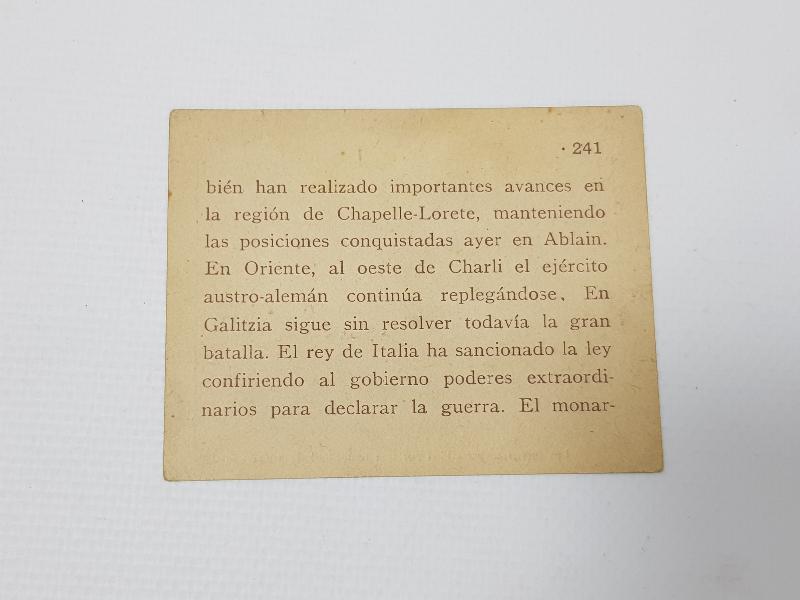 · 241
bién han realizado importantes avances en
la región de Chapelle-Lorete, manteniendo
las posiciones conquistadas ayer en Ablain.
En Oriente, al oeste de Charli el ejército
austro-alemán continúa replegándose. En
Galitzia sigue sin resolver todavía la gran
batalla. El rey de Italia ha sancionado la ley
confiriendo al gobierno poderes extraordi-
narios para declarar la guerra. El monar-